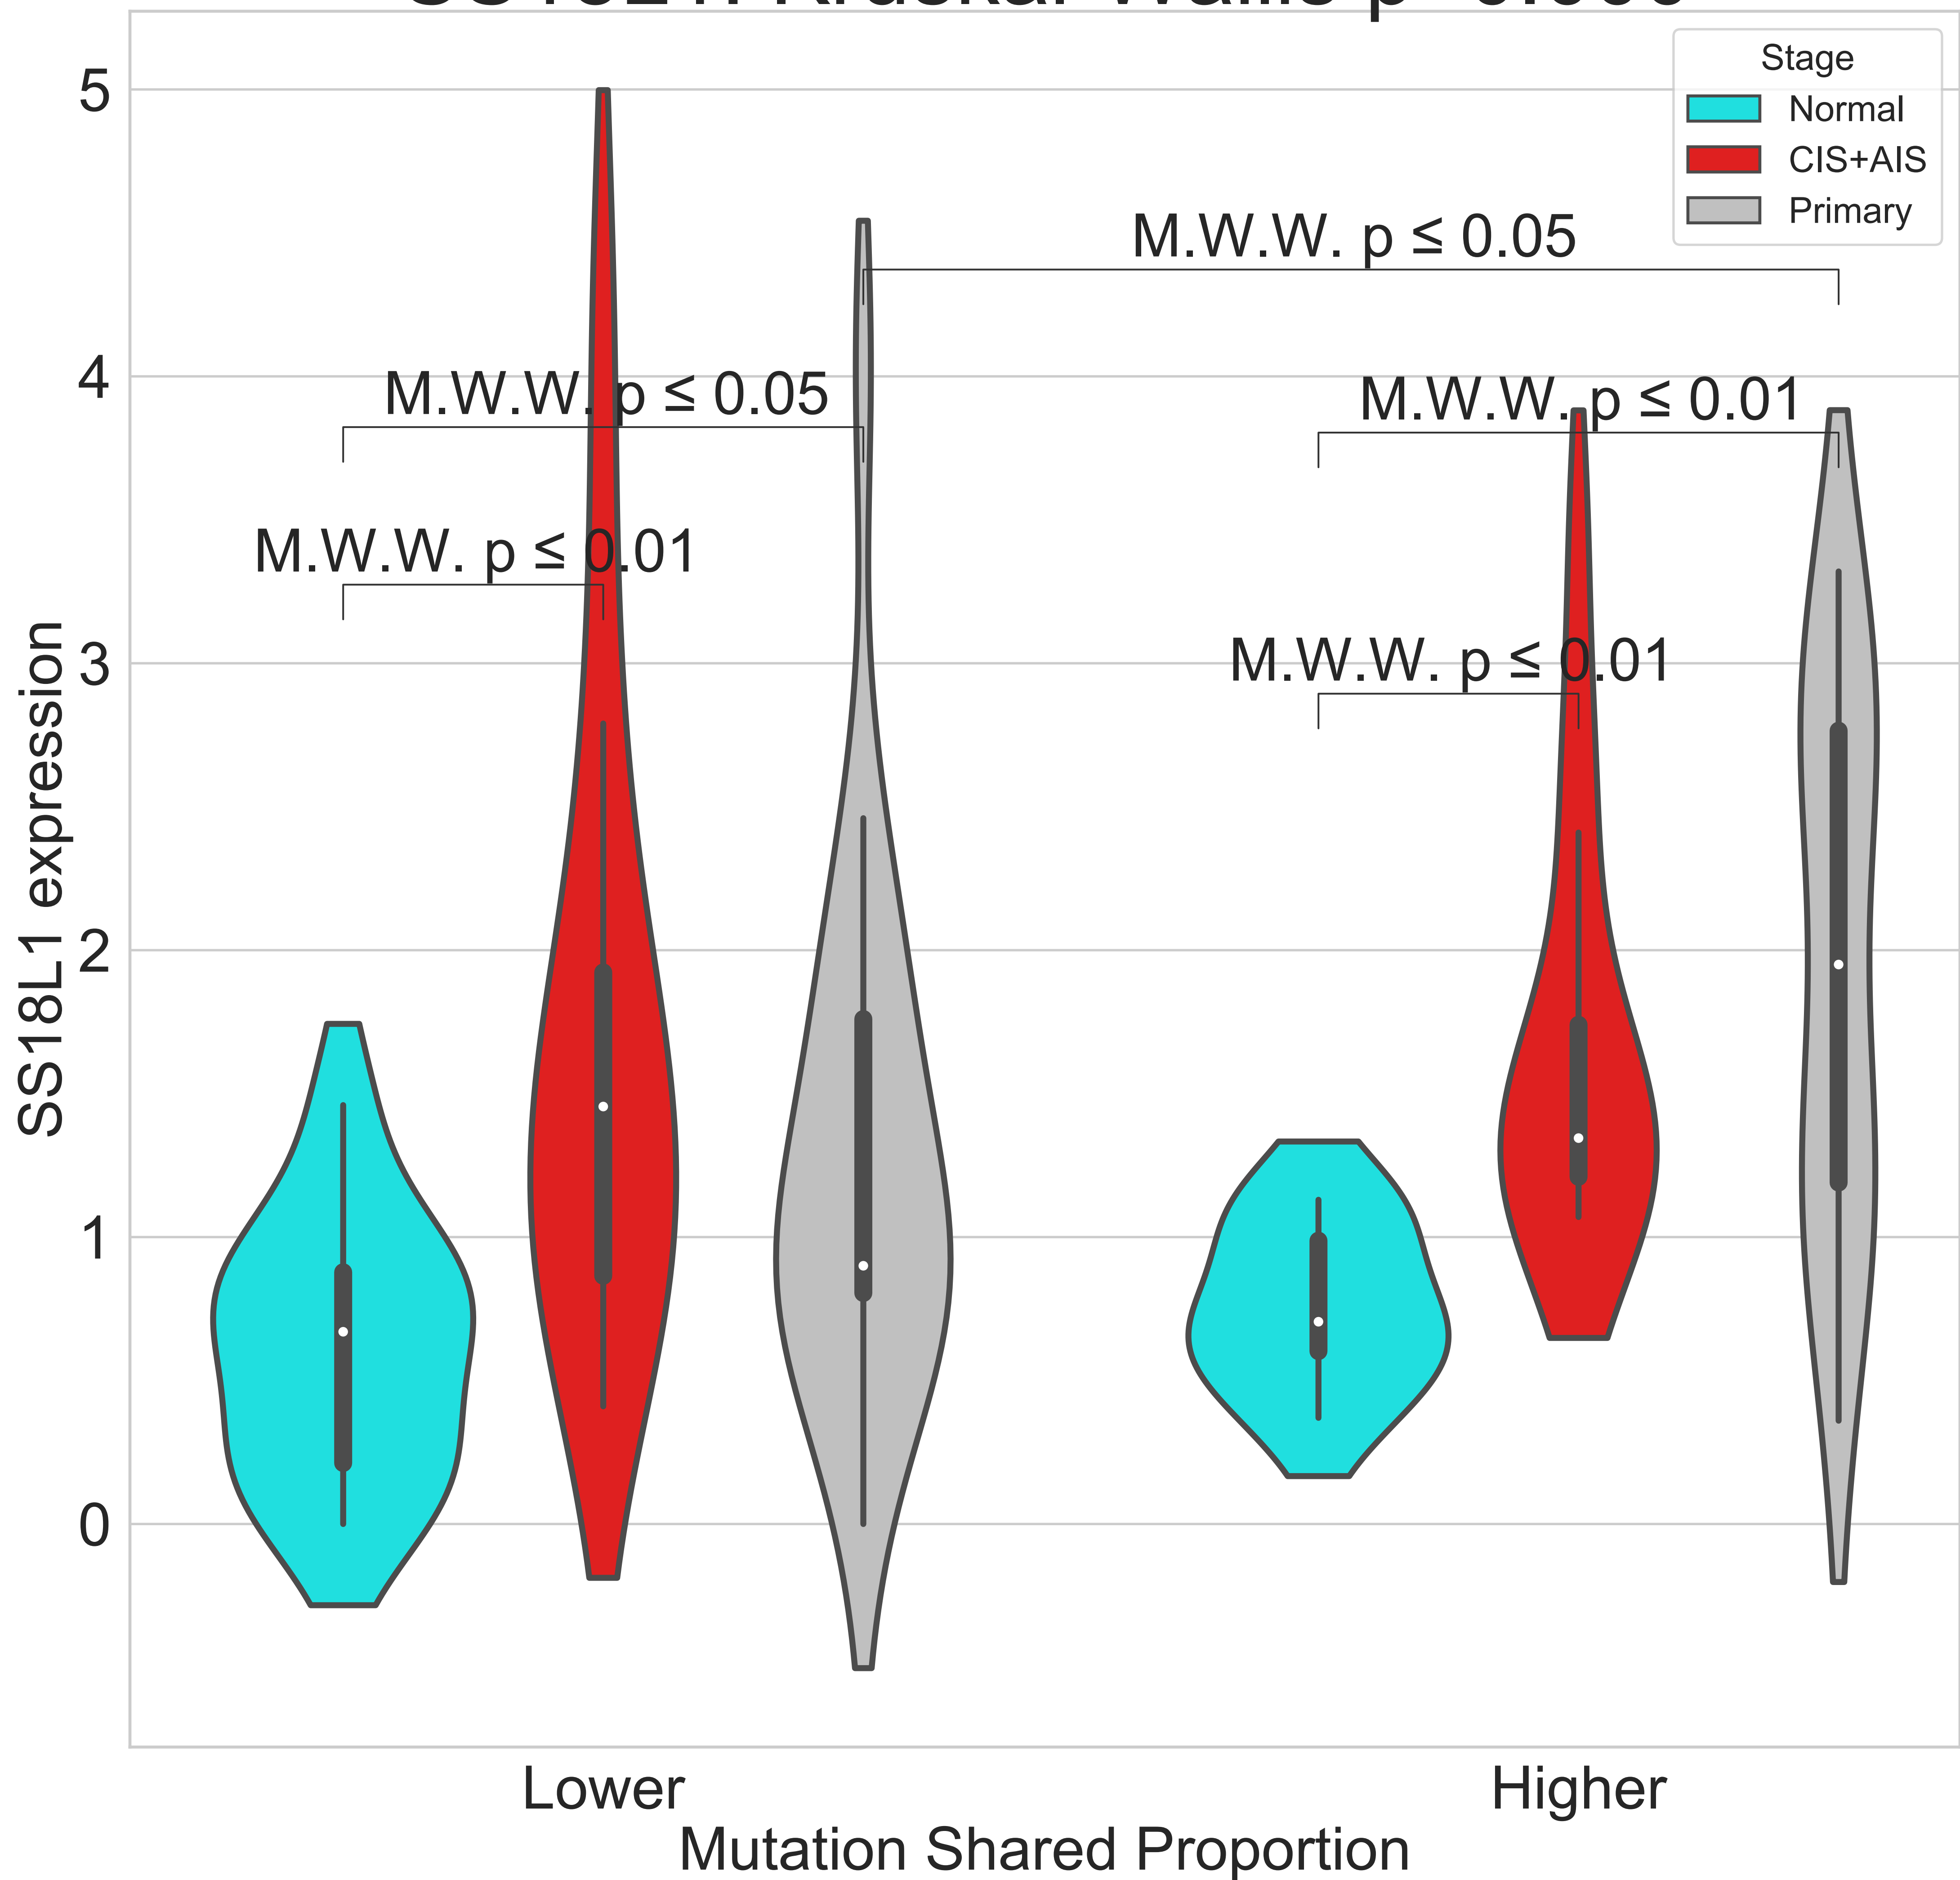 Stage
Normal
CIS+AIS
Primary
5
4
3
2
1
0
M.W.W. p ≤ 0.05
M.W.W. p ≤ 0.05
M.W.W. p ≤ 0.01
M.W.W. p ≤ 0.01
M.W.W. p ≤ 0.01
SS18L1 expression
Lower
Higher
Mutation Shared Proportion